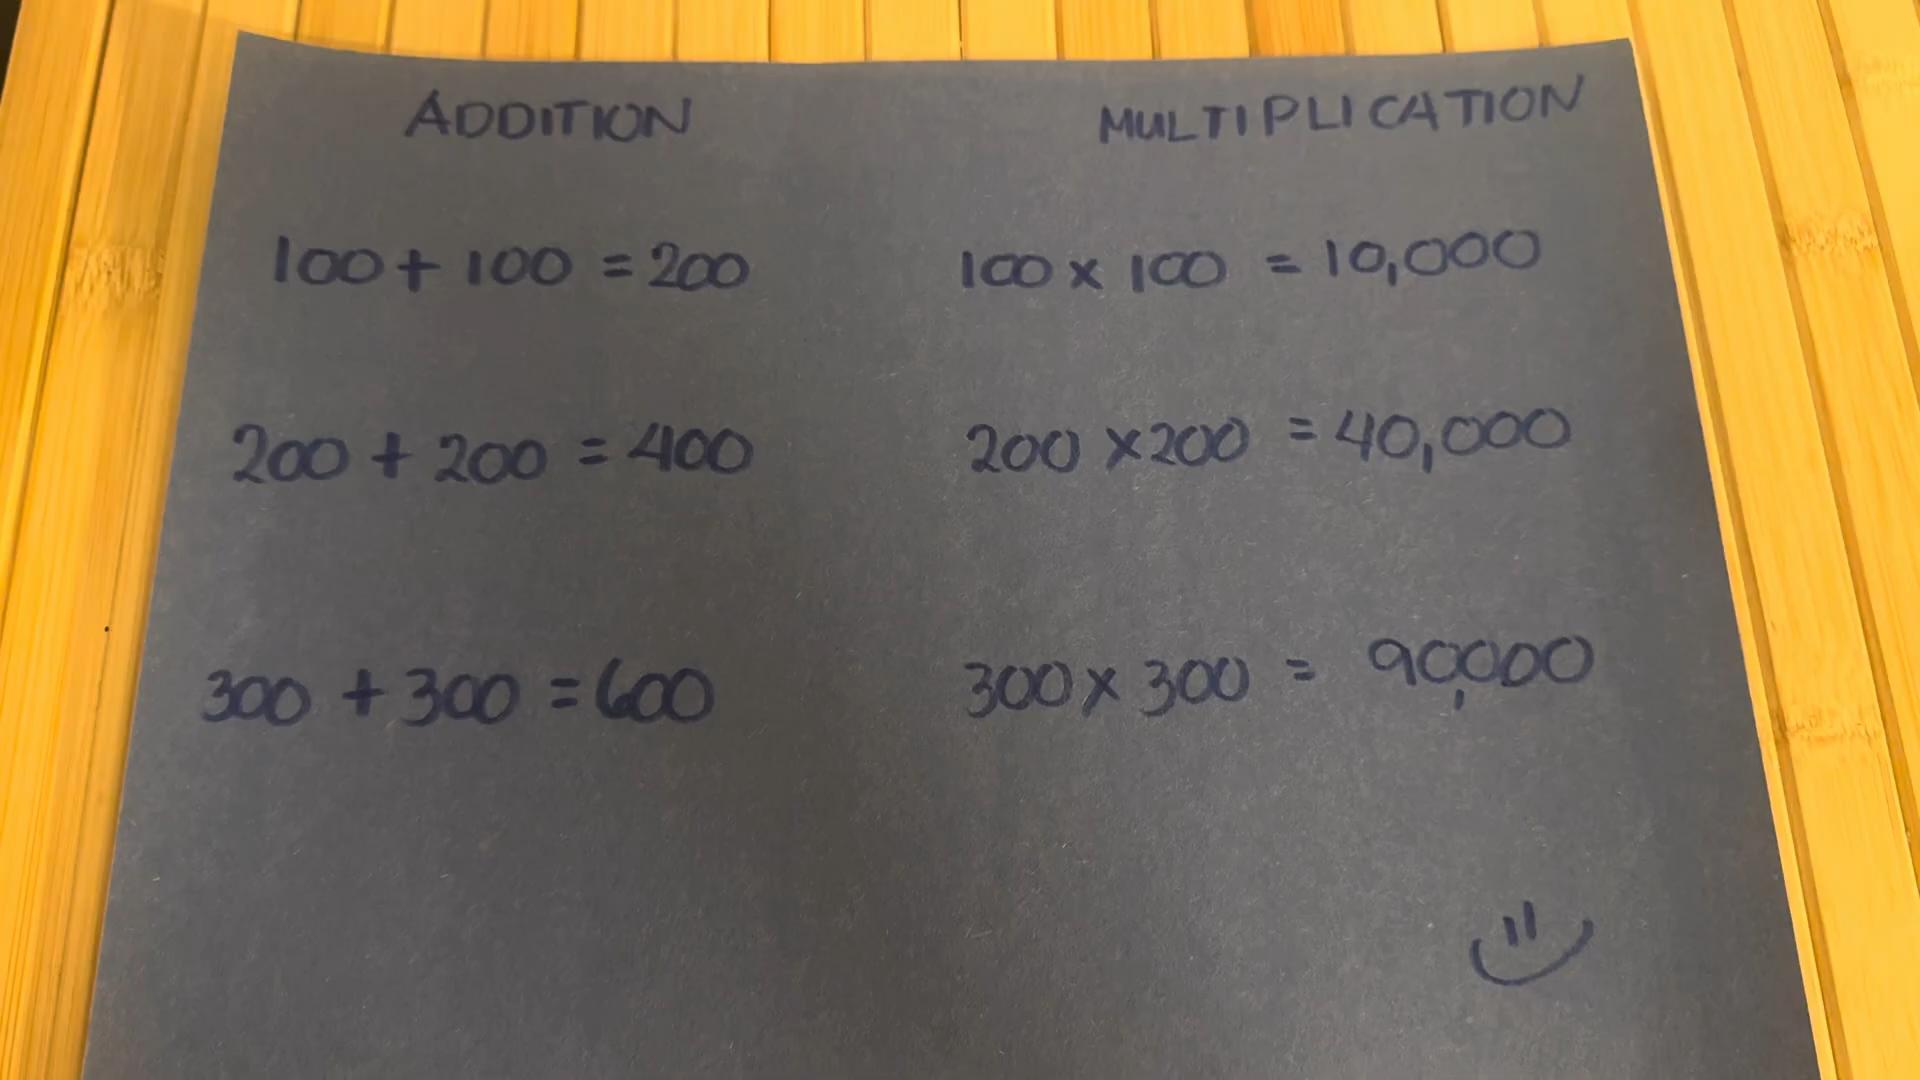 ADDITION
100 + 100 = 200
200 + 200 = 400
300 + 300 = 600
MULTIPLICATION
100 x 100 = 10,000
200 x 200 = 40,000
300 x 300 = 90,000